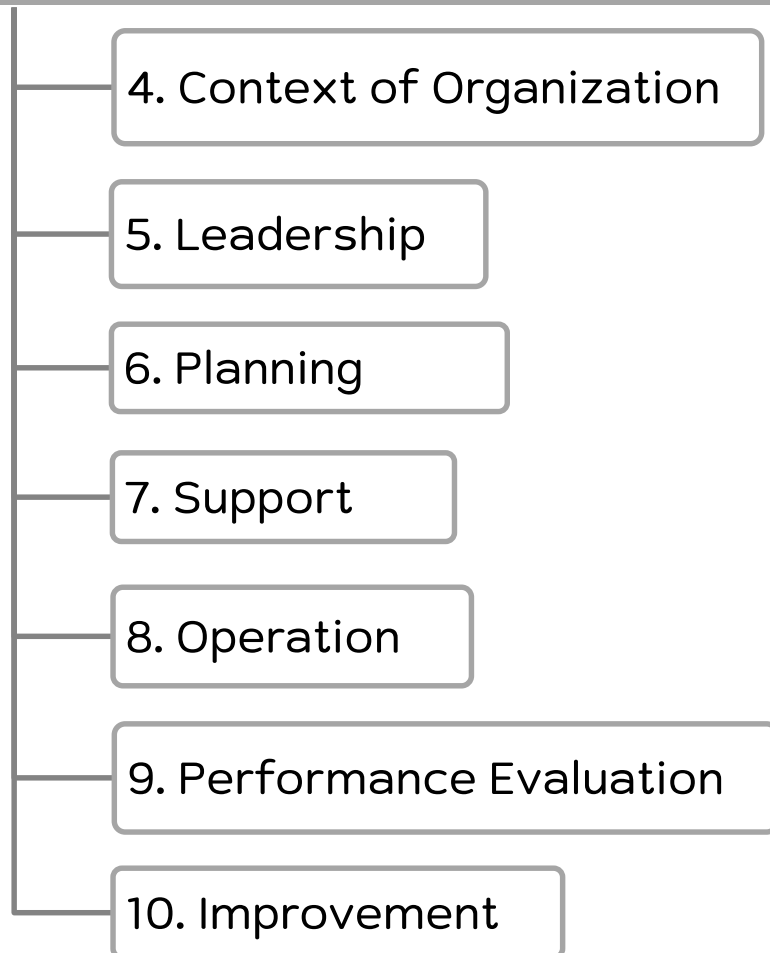 4. Context of Organization
5. Leadership
6. Planning
7. Support
8. Operation
9. Performance Evaluation
10. Improvement